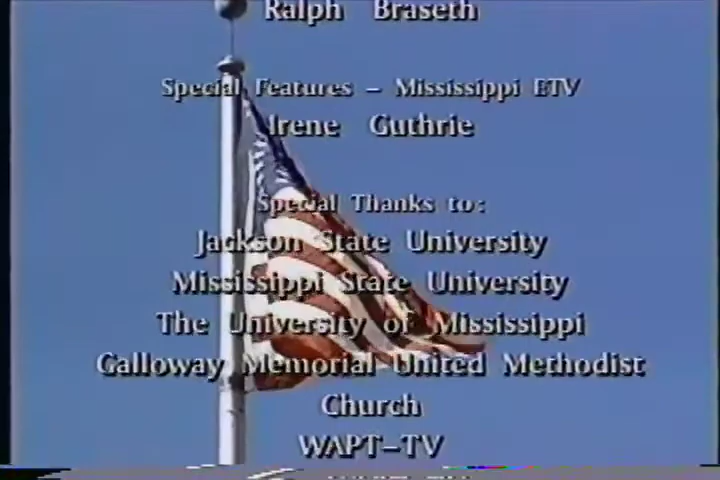 Ralph Braseth
Special Features - Mississippi ETV
Irene Guthrie
Special Thanks to:
Jackson State University
Mississippi State University
The University of Mississippi
Galloway Memorial United Methodist
Church
WAPT-TV